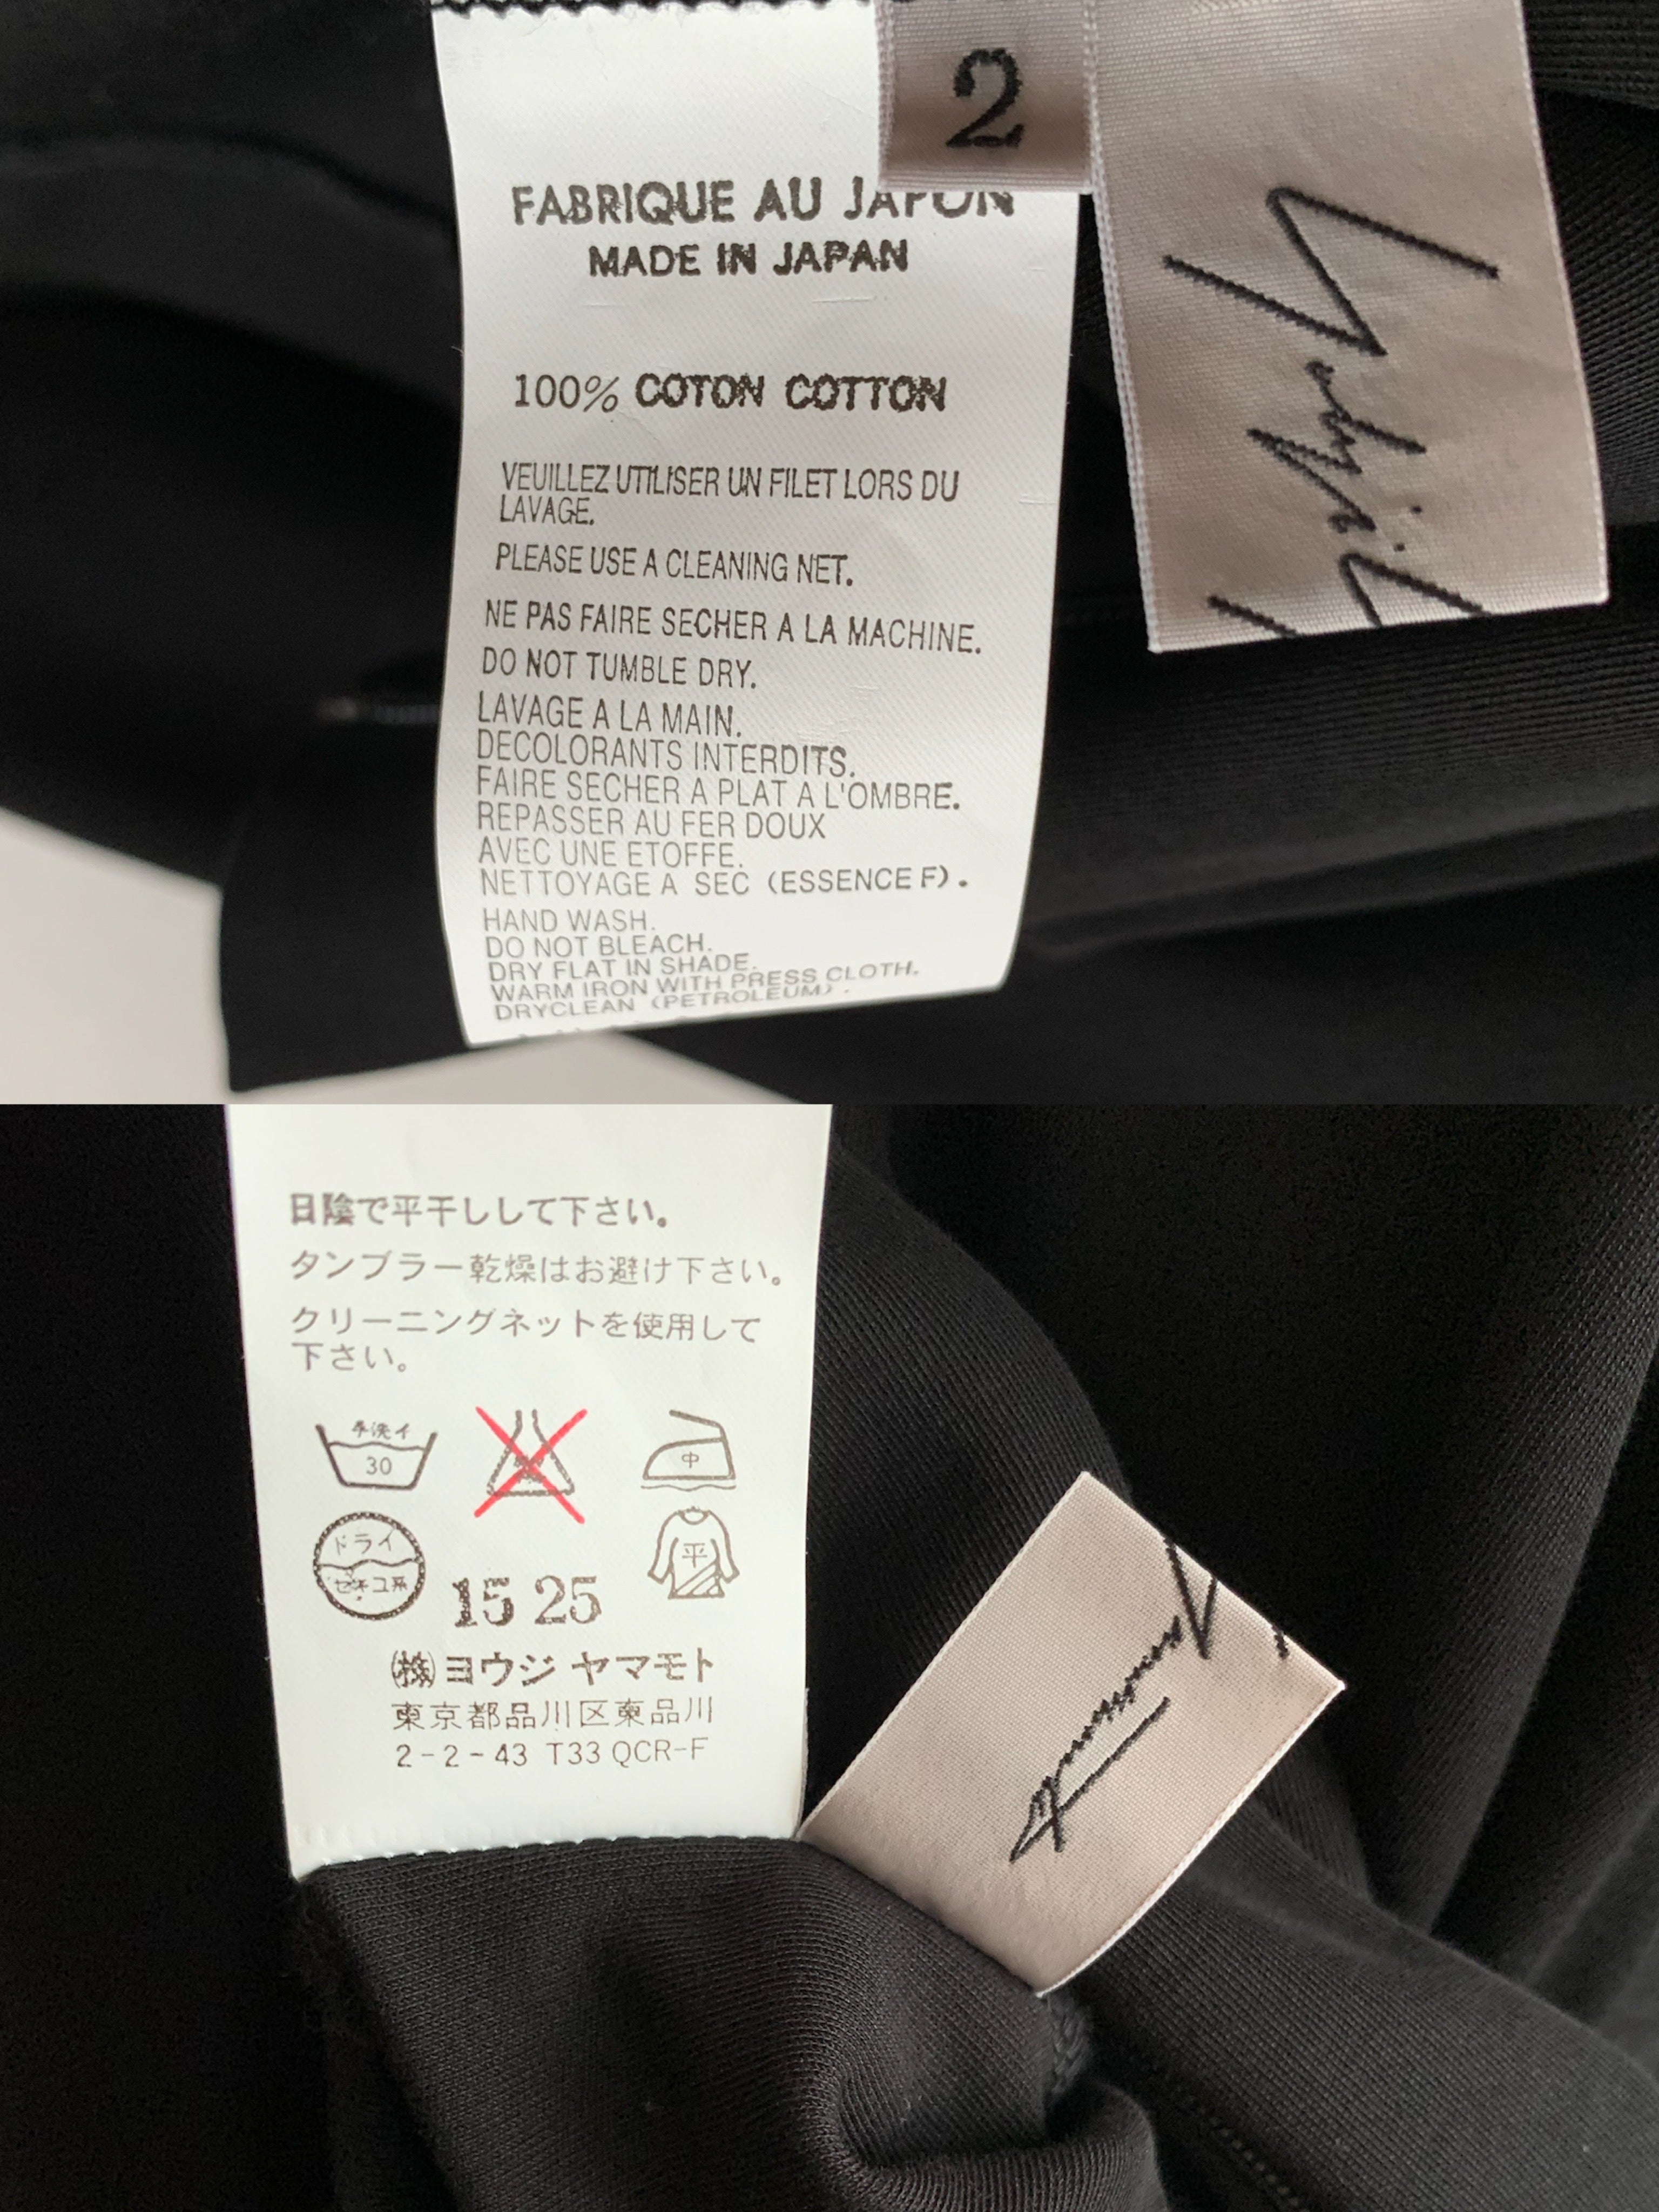 2
FABRIQUE AU JAPON
MADE IN JAPAN
100% COTON COTTON
VEUILLEZ UTILISER UN FILET LORS DU
LAVAGE.
PLEASE USE A CLEANING NET.
NE PAS FAIRE SECHER A LA MACHINE.
DO NOT TUMBLE DRY.
LAVAGE A LA MAIN.
DECOLORANTS INTERDITS.
FAIRE SECHER A PLAT A L'OMBRE.
REPASSER AU FER DOUX
AVEC UNE ETOFFE.
NETTOYAGE A SEC (ESSENCE F).
HAND WASH.
DO NOT BLEACH.
DRY FLAT IN SHADE.
WARM IRON WITH PRESS CLOTH.
DRYCLEAN (PETROLEUM).
Yohji
日陰で平干しして下さい。
タンブラー乾燥はお避け下さい。
クリーニングネットを使用して
下さい。
手洗イ
30
中
ドライ
セキユ系
平
15 25
㈱ヨウジ ヤマモト
東京都品川区東品川
2-2-43 T33 QCR-F
Yamamoto